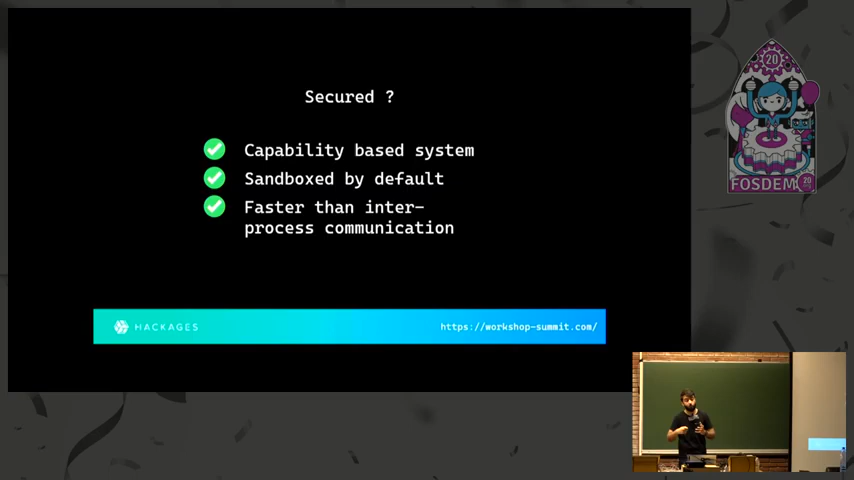 Secured ?
Capability based system
Sandboxed by default
Faster than inter-
process communication
HACKAGES
https://workshop-summit.com/
20
FOSDEM